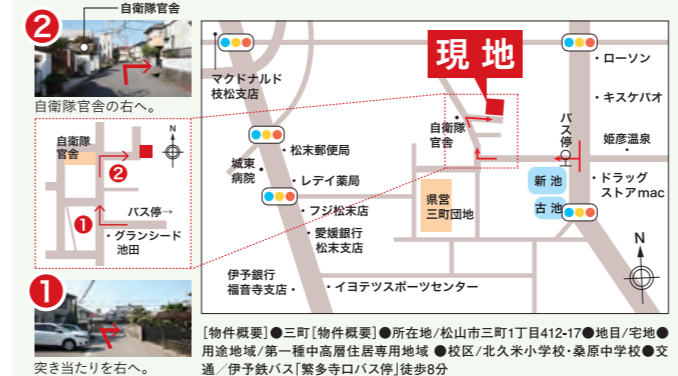 ❷
自衛隊官舎
自衛隊官舎の右へ。
自衛隊
官舎
N
❷
❶
バス停→
・グランシード
池田
❶
突き当たりを右へ。
マクドナルド
枝松支店
現地
・ローソン
・キスケパオ
姫彦温泉
・
バス停
自衛隊
官舎
・松末郵便局
城東
病院
・レデイ薬局
・フジ松末店
・愛媛銀行
松末支店
県営
三町団地
新池
古池
・ドラッグ
ストアmac
伊予銀行
福音寺支店・
・イヨテツスポーツセンター
N
[物件概要]●三町[物件概要]●所在地/松山市三町1丁目412-17●地目/宅地●
用途地域/第一種中高層住居専用地域 ●校区/北久米小学校・桑原中学校●交
通／伊予鉄バス「繁多寺口バス停」徒歩8分